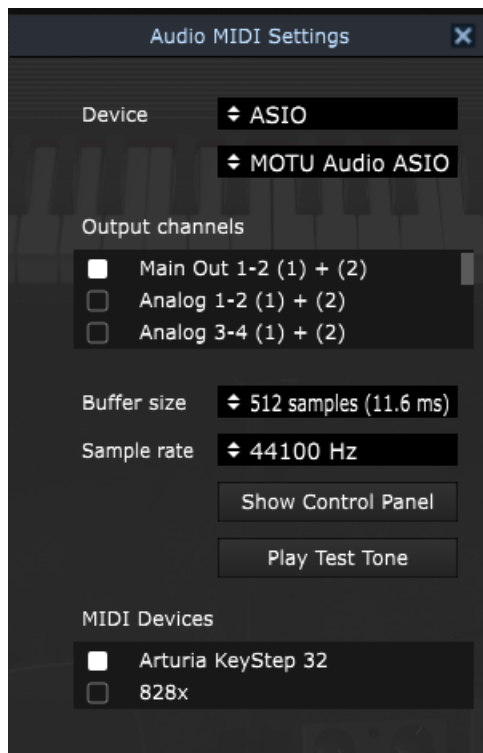 Audio MIDI Settings
Device
ASIO
MOTU Audio ASIO
Output channels
Main Out 1-2 (1) + (2)
Analog 1-2 (1) + (2)
Analog 3-4 (1) + (2)
Buffer size
512 samples (11.6 ms)
Sample rate
44100 Hz
Show Control Panel
Play Test Tone
MIDI Devices
Arturia KeyStep 32
828x